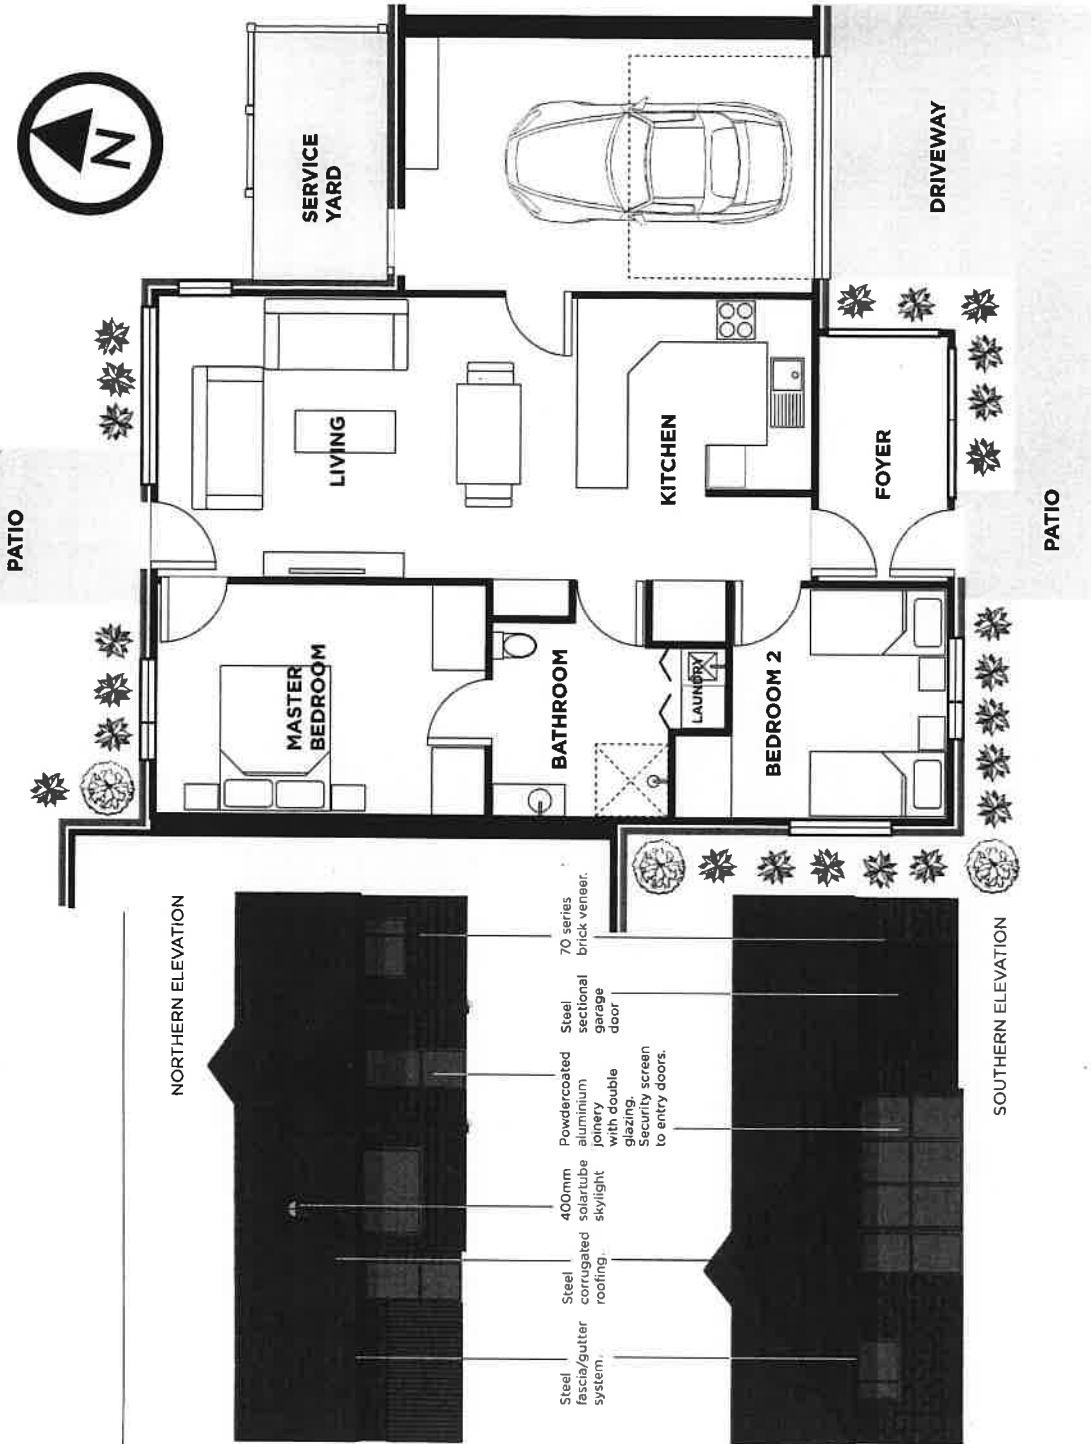 N
SERVICE
YARD
DRIVEWAY
PATIO
LIVING
KITCHEN
FOYER
PATIO
MASTER
BEDROOM
BATHROOM
LAUNDRY
BEDROOM 2
NORTHERN ELEVATION
Steel
fascia/gutter
system.
Steel
corrugated
roofing.
400mm
solartube
skylight
Powdercoated
aluminium
joinery
with double
glazing.
Security screen
to entry doors.
Steel
sectional
garage
door
70 series
brick veneer.
SOUTHERN ELEVATION